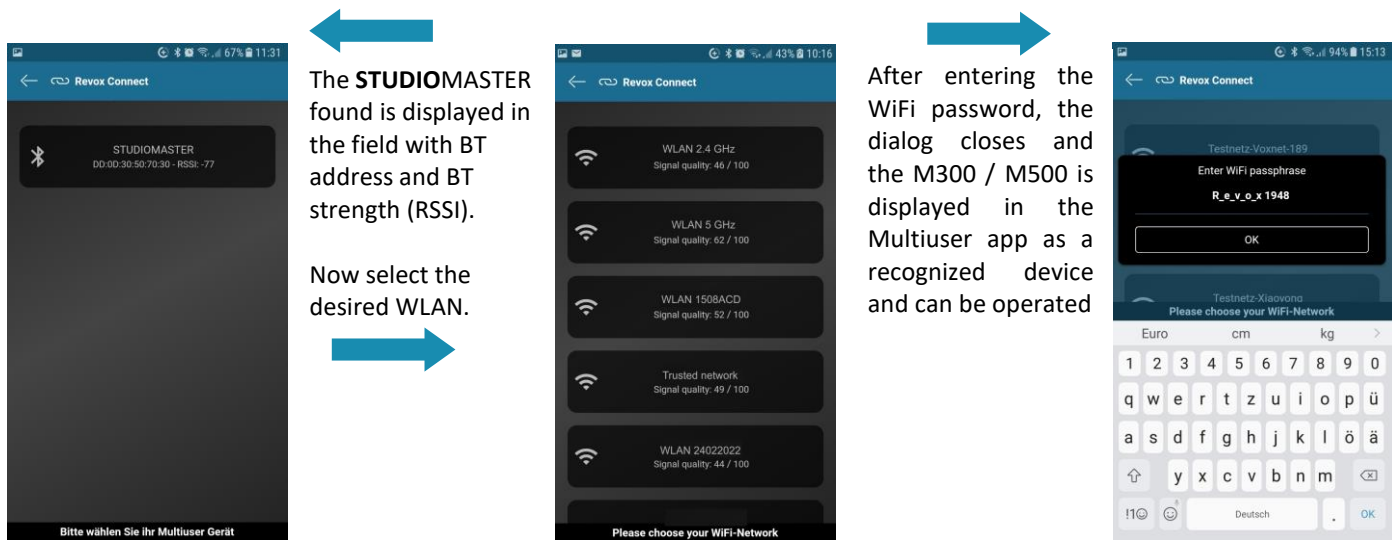 67% 11:31
Revox Connect
STUDIOMASTER
DD:0D:30:50:70:30 - RSSI: -77
Bitte wählen Sie ihr Multiuser Gerät
The STUDIOMASTER
found is displayed in
the field with BT
address and BT
strength (RSSI).
Now select the
desired WLAN.
43% 10:16
Revox Connect
WLAN 2.4 GHz
Signal quality: 46 / 100
WLAN 5 GHz
Signal quality: 62 / 100
WLAN 1508ACD
Signal quality: 52 / 100
Trusted network
Signal quality: 49 / 100
WLAN 24022022
Signal quality: 44 / 100
Please choose your WiFi-Network
After entering the
WiFi password, the
dialog closes and
the M300 / M500 is
displayed in the
Multiuser app as a
recognized device
and can be operated
94% 15:13
Revox Connect
Testnetz-Voxnet-189
Enter WiFi passphrase
R_e_v_o_x 1948
OK
Testnetz-Xiaoyong
Please choose your WiFi-Network
Euro cm kg >
1 2 3 4 5 6 7 8 9 0
q w e r t z u i o p ü
a s d f g h j k l ö ä
y x c v b n m
!1☺ Deutsch . OK